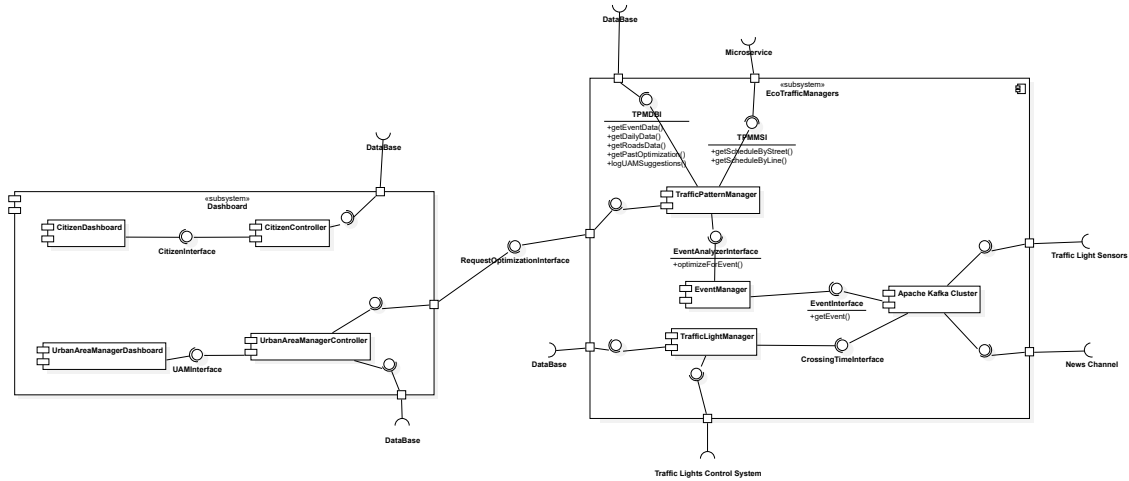 DataBase
Microservice
«subsystem»
EcoTrafficManagers
TPMDBI
+getEventData()
+getDailyData()
+getRoadsData()
+getPastOptimization()
+logUAMSuggestions()
TPMMSI
+getScheduleByStreet()
+getScheduleByLine()
DataBase
«subsystem»
Dashboard
TrafficPatternManager
CitizenDashboard
CitizenController
CitizenInterface
RequestOptimizationInterface
EventAnalyzerInterface
+optimizeForEvent()
Traffic Light Sensors
EventManager
EventInterface
+getEvent()
Apache Kafka Cluster
UrbanAreaManagerDashboard
UrbanAreaManagerController
UAMInterface
TrafficLightManager
DataBase
CrossingTimeInterface
News Channel
DataBase
Traffic Lights Control System